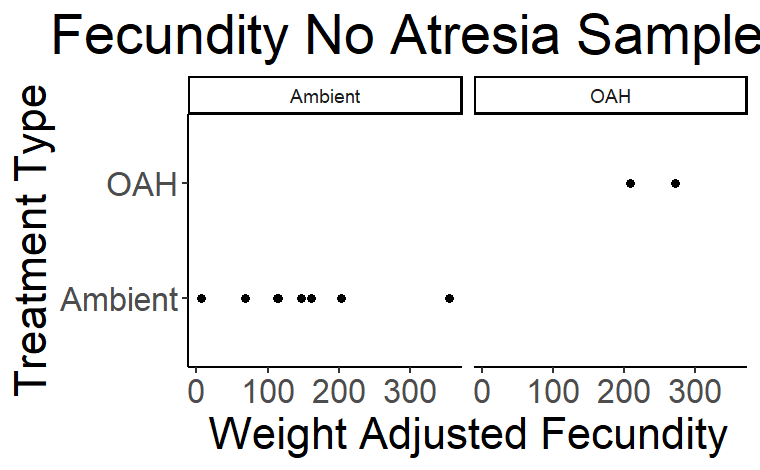 Fecundity No Atresia Sample
Ambient
OAH
Treatment Type
OAH
Ambient
0 100 200 300
0 100 200 300
Weight Adjusted Fecundity